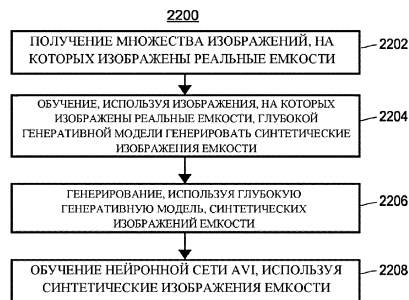 2200
ПОЛУЧЕНИЕ МНОЖЕСТВА ИЗОБРАЖЕНИЙ, НА
КОТОРЫХ ИЗОБРАЖЕНЫ РЕАЛЬНЫЕ ЕМКОСТИ
2202
ОБУЧЕНИЕ, ИСПОЛЬЗУЯ ИЗОБРАЖЕНИЯ, НА КОТОРЫХ
ИЗОБРАЖЕНЫ РЕАЛЬНЫЕ ЕМКОСТИ, ГЛУБОКОЙ
ГЕНЕРАТИВНОЙ МОДЕЛИ ГЕНЕРИРОВАТЬ СИНТЕТИЧЕСКИЕ
ИЗОБРАЖЕНИЯ ЕМКОСТИ
2204
ГЕНЕРИРОВАНИЕ, ИСПОЛЬЗУЯ ГЛУБОКУЮ
ГЕНЕРАТИВНУЮ МОДЕЛЬ, СИНТЕТИЧЕСКИХ
ИЗОБРАЖЕНИЙ ЕМКОСТИ
2206
ОБУЧЕНИЕ НЕЙРОННОЙ СЕТИ AVI, ИСПОЛЬЗУЯ
СИНТЕТИЧЕСКИЕ ИЗОБРАЖЕНИЯ ЕМКОСТИ
2208